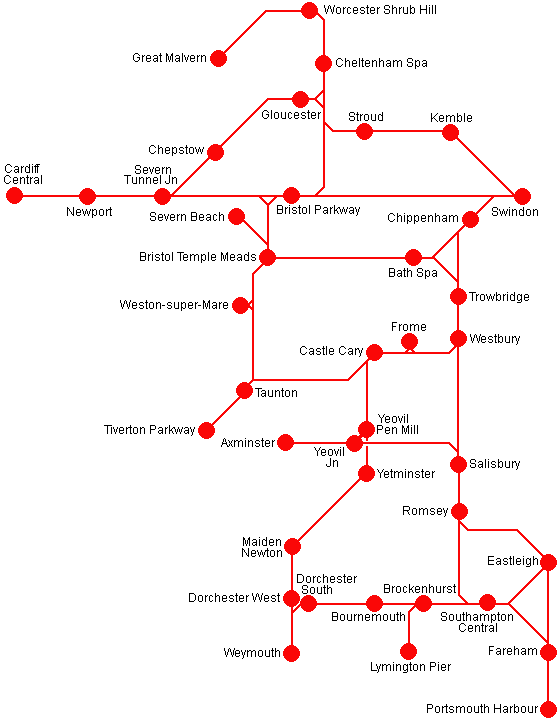 Worcester Shrub Hill
Great Malvern
Cheltenham Spa
Gloucester
Stroud
Kemble
Chepstow
Cardiff
Central
Severn
Tunnel Jn
Newport
Severn Beach
Bristol Parkway
Chippenham
Swindon
Bristol Temple Meads
Bath Spa
Weston-super-Mare
Trowbridge
Frome
Castle Cary
Westbury
Taunton
Tiverton Parkway
Axminster
Yeovil
Pen Mill
Yeovil
Jn
Salisbury
Yetminster
Romsey
Maiden
Newton
Eastleigh
Dorchester
South
Dorchester West
Brockenhurst
Bournemouth
Southampton
Central
Weymouth
Lymington Pier
Fareham
Portsmouth Harbour